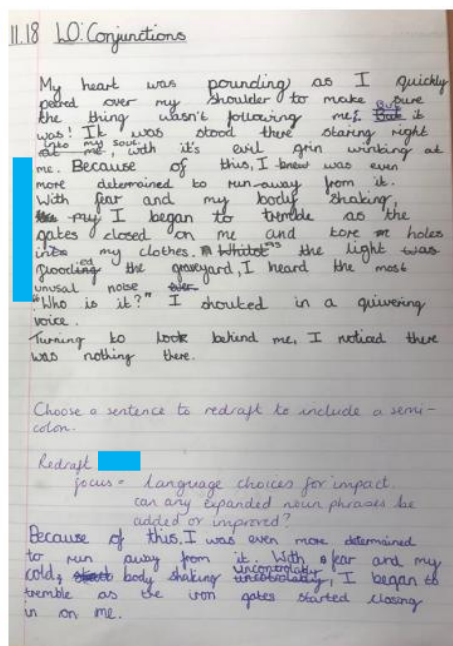 11.18 LO: Conjunctions
My heart was pounding as I quickly
peered over my shoulder to make sure
the thing wasn't following me. But it
was! It was stood there staring right
into my soul, with it's evil grin winking at
me. Because of this, I knew was even
more determined to run away from it.
With fear and my body shaking,
my I began to tremble as the
gates closed on me and tore holes
into my clothes. as the light
flooded the graveyard, I heard the most
unusal noise
"Who is it?" I shouted in a quivering
voice.
Turning to look behind me, I noticed there
was nothing there.
Choose a sentence to redraft to include a semi-
colon.
Redraft
focus = language choices for impact.
can any expanded noun phrases be
added or improved?
Because of this, I was even more determined
to run away from it. With fear and my
cold, body shaking uncontrolably, I began to
tremble as the iron gates started closing
in on me.